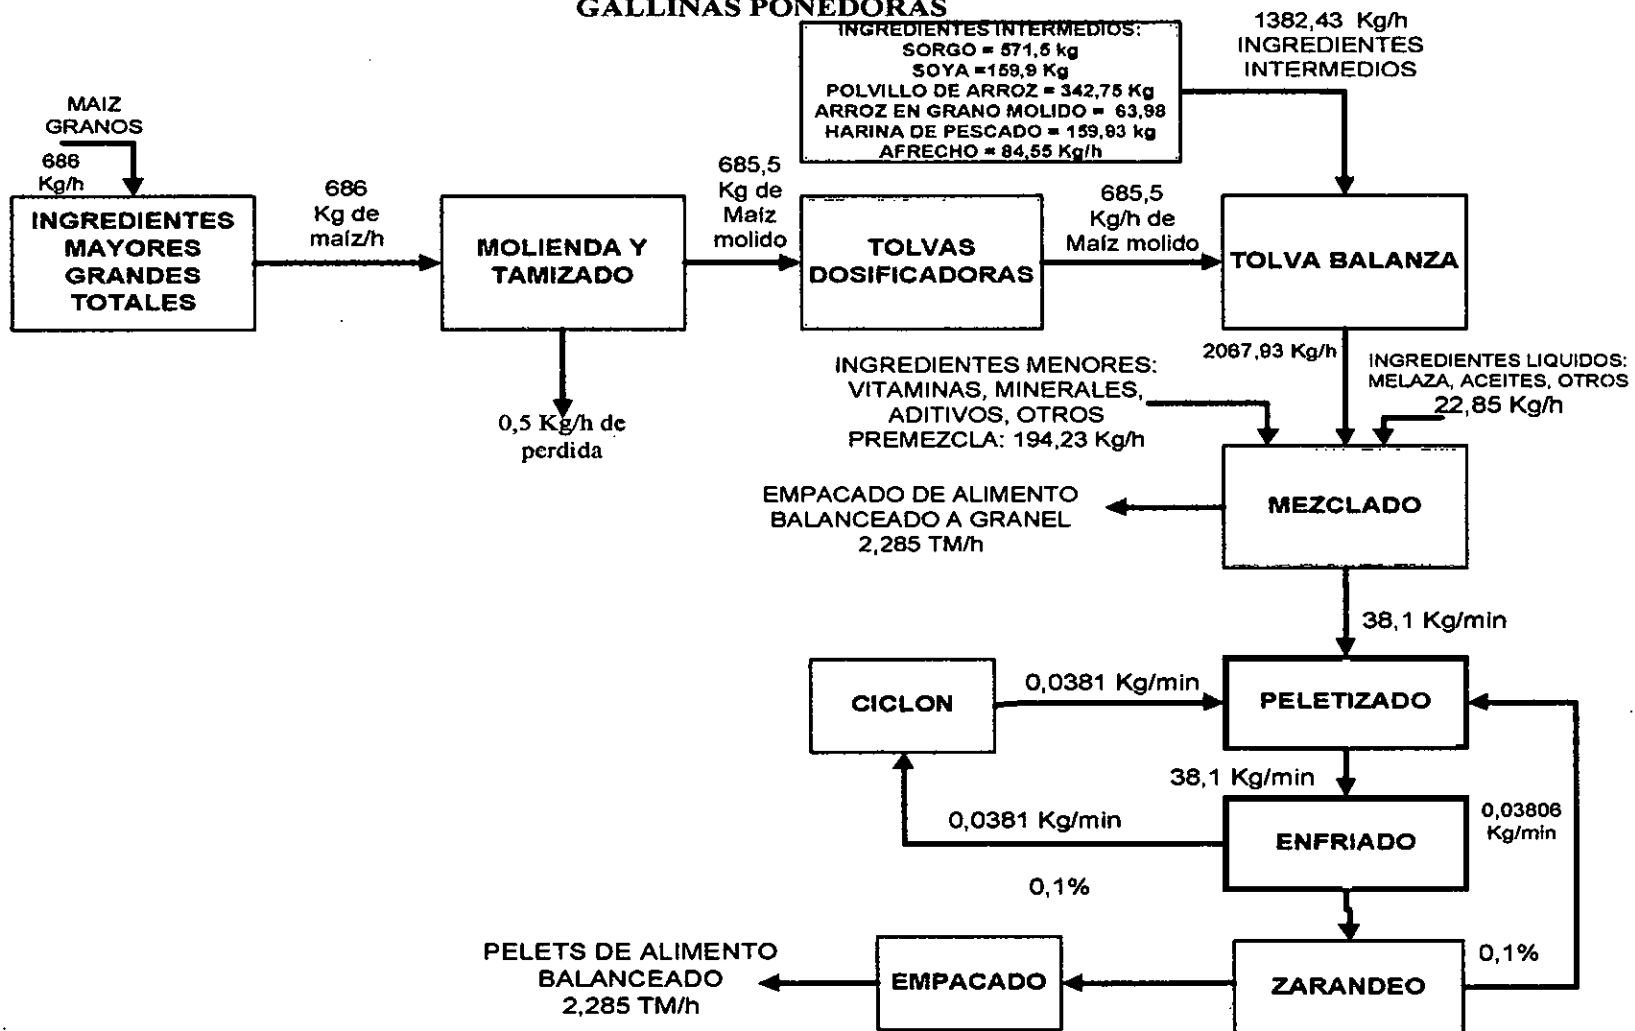 GALLINAS PONEDORAS
INGREDIENTES INTERMEDIOS:
SORGO = 571,5 kg
SOYA =159,9 Kg
POLVILLO DE ARROZ = 342,75 Kg
ARROZ EN GRANO MOLIDO = 63,98
HARINA DE PESCADO = 159,93 kg
AFRECHO = 84,55 Kg/h
1382,43 Kg/h
INGREDIENTES
INTERMEDIOS
MAIZ
GRANOS
686
Kg/h
INGREDIENTES
MAYORES
GRANDES
TOTALES
686
Kg de
maíz/h
MOLIENDA Y
TAMIZADO
685,5
Kg de
Maíz
molido
TOLVAS
DOSIFICADORAS
685,5
Kg/h de
Maíz molido
TOLVA BALANZA
0,5 Kg/h de
perdida
2067,93 Kg/h
INGREDIENTES MENORES:
VITAMINAS, MINERALES,
ADITIVOS, OTROS
PREMEZCLA: 194,23 Kg/h
INGREDIENTES LIQUIDOS:
MELAZA, ACEITES, OTROS
22,85 Kg/h
MEZCLADO
EMPACADO DE ALIMENTO
BALANCEADO A GRANEL
2,285 TM/h
38,1 Kg/min
CICLON
0,0381 Kg/min
PELETIZADO
38,1 Kg/min
0,0381 Kg/min
ENFRIADO
0,03806
Kg/min
0,1%
PELETS DE ALIMENTO
BALANCEADO
2,285 TM/h
EMPACADO
ZARANDEO
0,1%